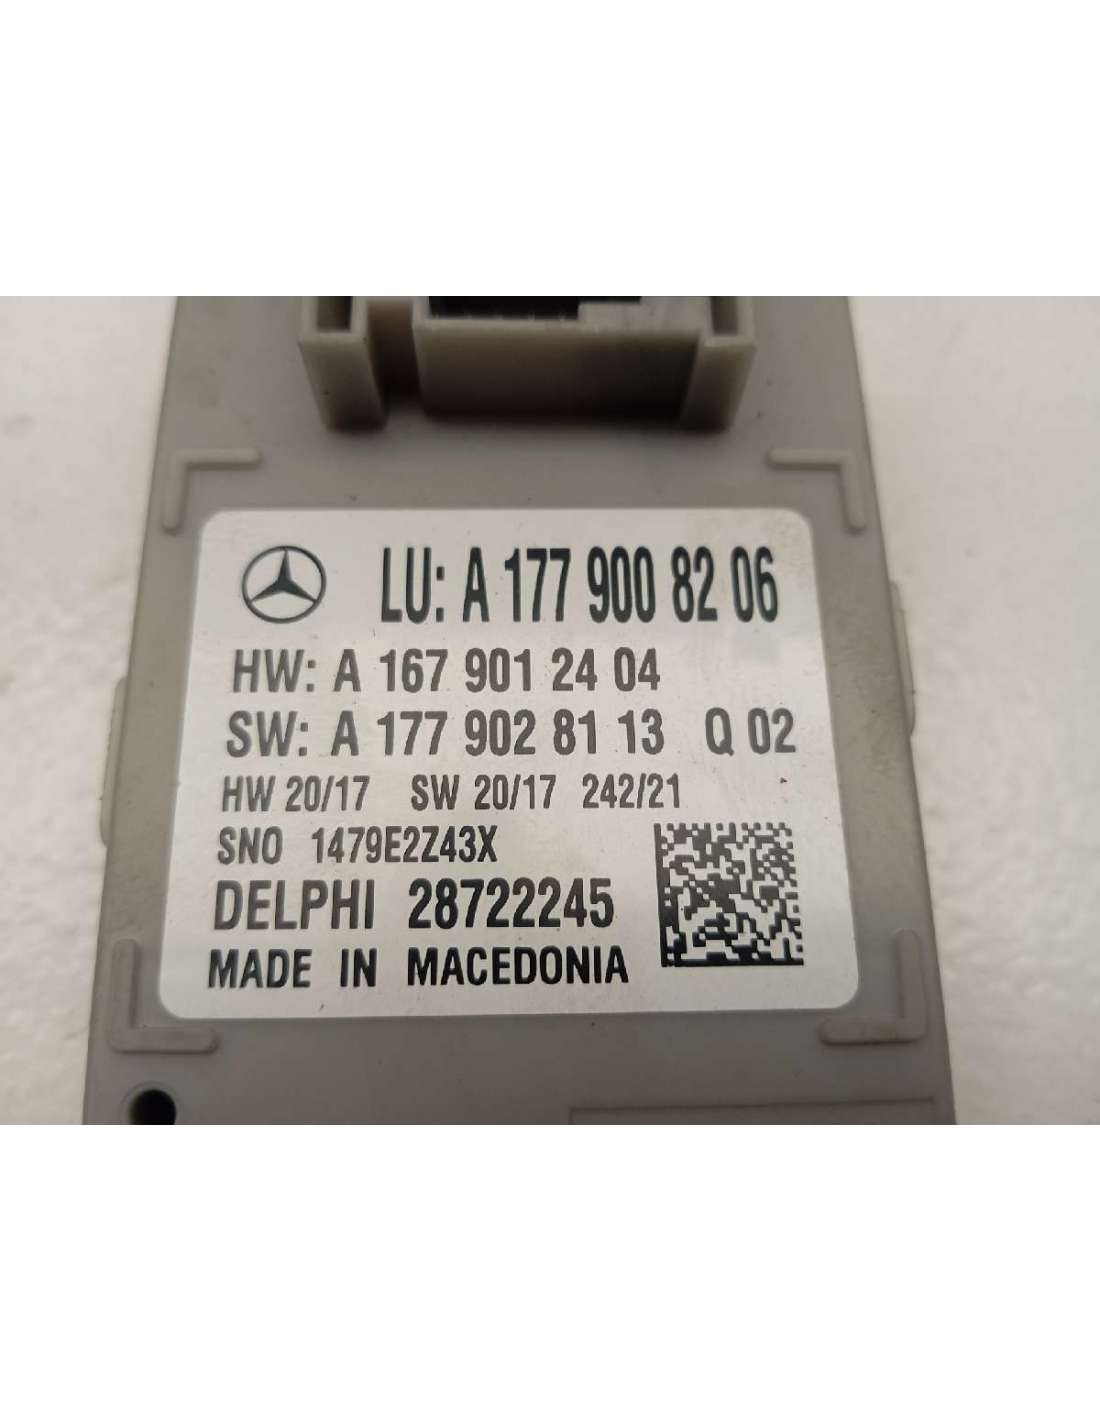 LU: A 177 900 82 06
HW: A 167 901 24 04
SW: A 177 902 81 13 Q 02
HW 20/17 SW 20/17 242/21
SNO 1479E2Z43X
DELPHI 28722245
MADE IN MACEDONIA